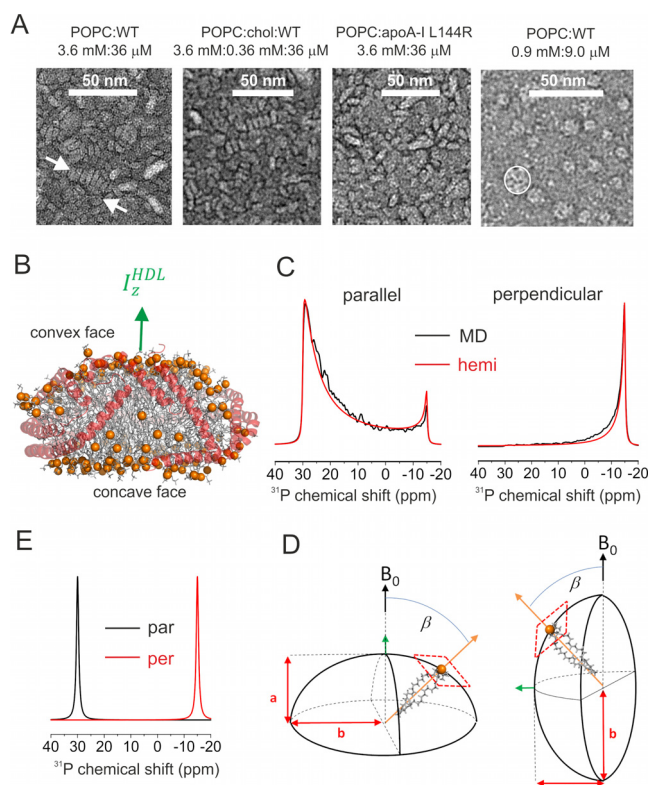 A
POPC:WT
3.6 mM:36 μM
POPC:chol:WT
3.6 mM:0.36 mM:36 μM
POPC:apoA-I L144R
3.6 mM:36 μM
POPC:WT
0.9 mM:9.0 μM
50 nm
50 nm
50 nm
50 nm
B
I_z^HDL
convex face
concave face
C
parallel
perpendicular
MD
hemi
40 30 20 10 0 -10 -20
³¹P chemical shift (ppm)
40 30 20 10 0 -10 -20
³¹P chemical shift (ppm)
E
par
per
40 30 20 10 0 -10 -20
³¹P chemical shift (ppm)
D
B₀
β
a
b
B₀
β
b